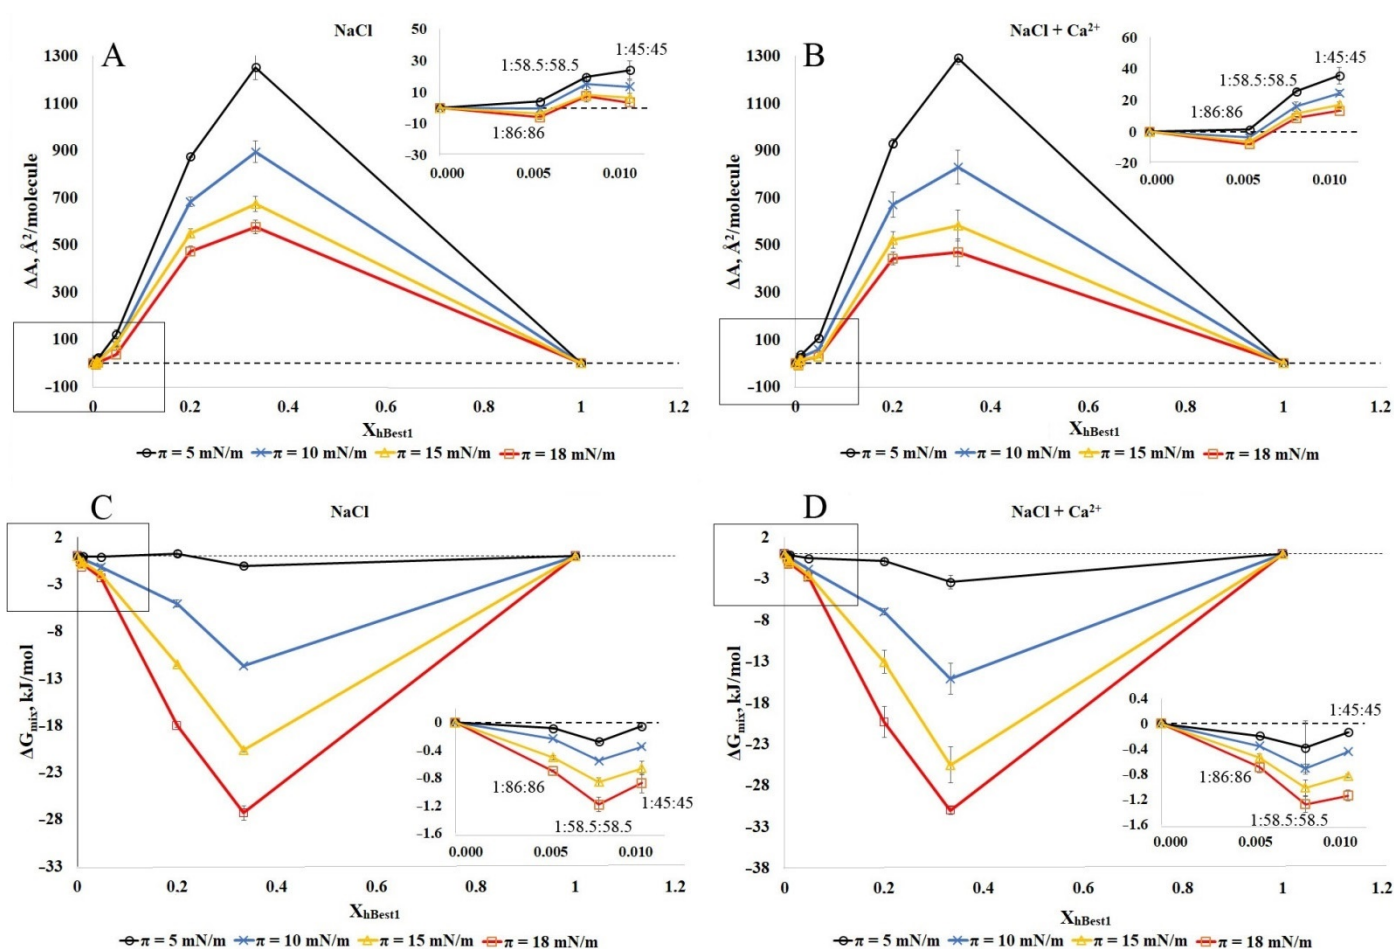 A
NaCl
ΔA, Å²/molecule
1300
1100
900
700
500
300
100
−100
0 0.2 0.4 0.6 0.8 1 1.2
X_hBest1
50
30
10
−10
−30
0.000 0.005 0.010
1:86:86
1:58.5:58.5
1:45:45
π = 5 mN/m π = 10 mN/m π = 15 mN/m π = 18 mN/m
B
NaCl + Ca²⁺
ΔA, Å²/molecule
1300
1100
900
700
500
300
100
−100
0 0.2 0.4 0.6 0.8 1 1.2
X_hBest1
60
40
20
0
−20
0.000 0.005 0.010
1:86:86
1:58.5:58.5
1:45:45
π = 5 mN/m π = 10 mN/m π = 15 mN/m π = 18 mN/m
C
NaCl
ΔG_mix, kJ/mol
2
−3
−8
−13
−18
−23
−28
−33
0 0.2 0.4 0.6 0.8 1 1.2
X_hBest1
0
−0.4
−0.8
−1.2
−1.6
0.000 0.005 0.010
1:86:86
1:58.5:58.5
1:45:45
π = 5 mN/m π = 10 mN/m π = 15 mN/m π = 18 mN/m
D
NaCl + Ca²⁺
ΔG_mix, kJ/mol
2
−3
−8
−13
−18
−23
−28
−33
−38
0 0.2 0.4 0.6 0.8 1 1.2
X_hBest1
0.4
0
−0.4
−0.8
−1.2
−1.6
0.000 0.005 0.010
1:86:86
1:58.5:58.5
1:45:45
π = 5 mN/m π = 10 mN/m π = 15 mN/m π = 18 mN/m